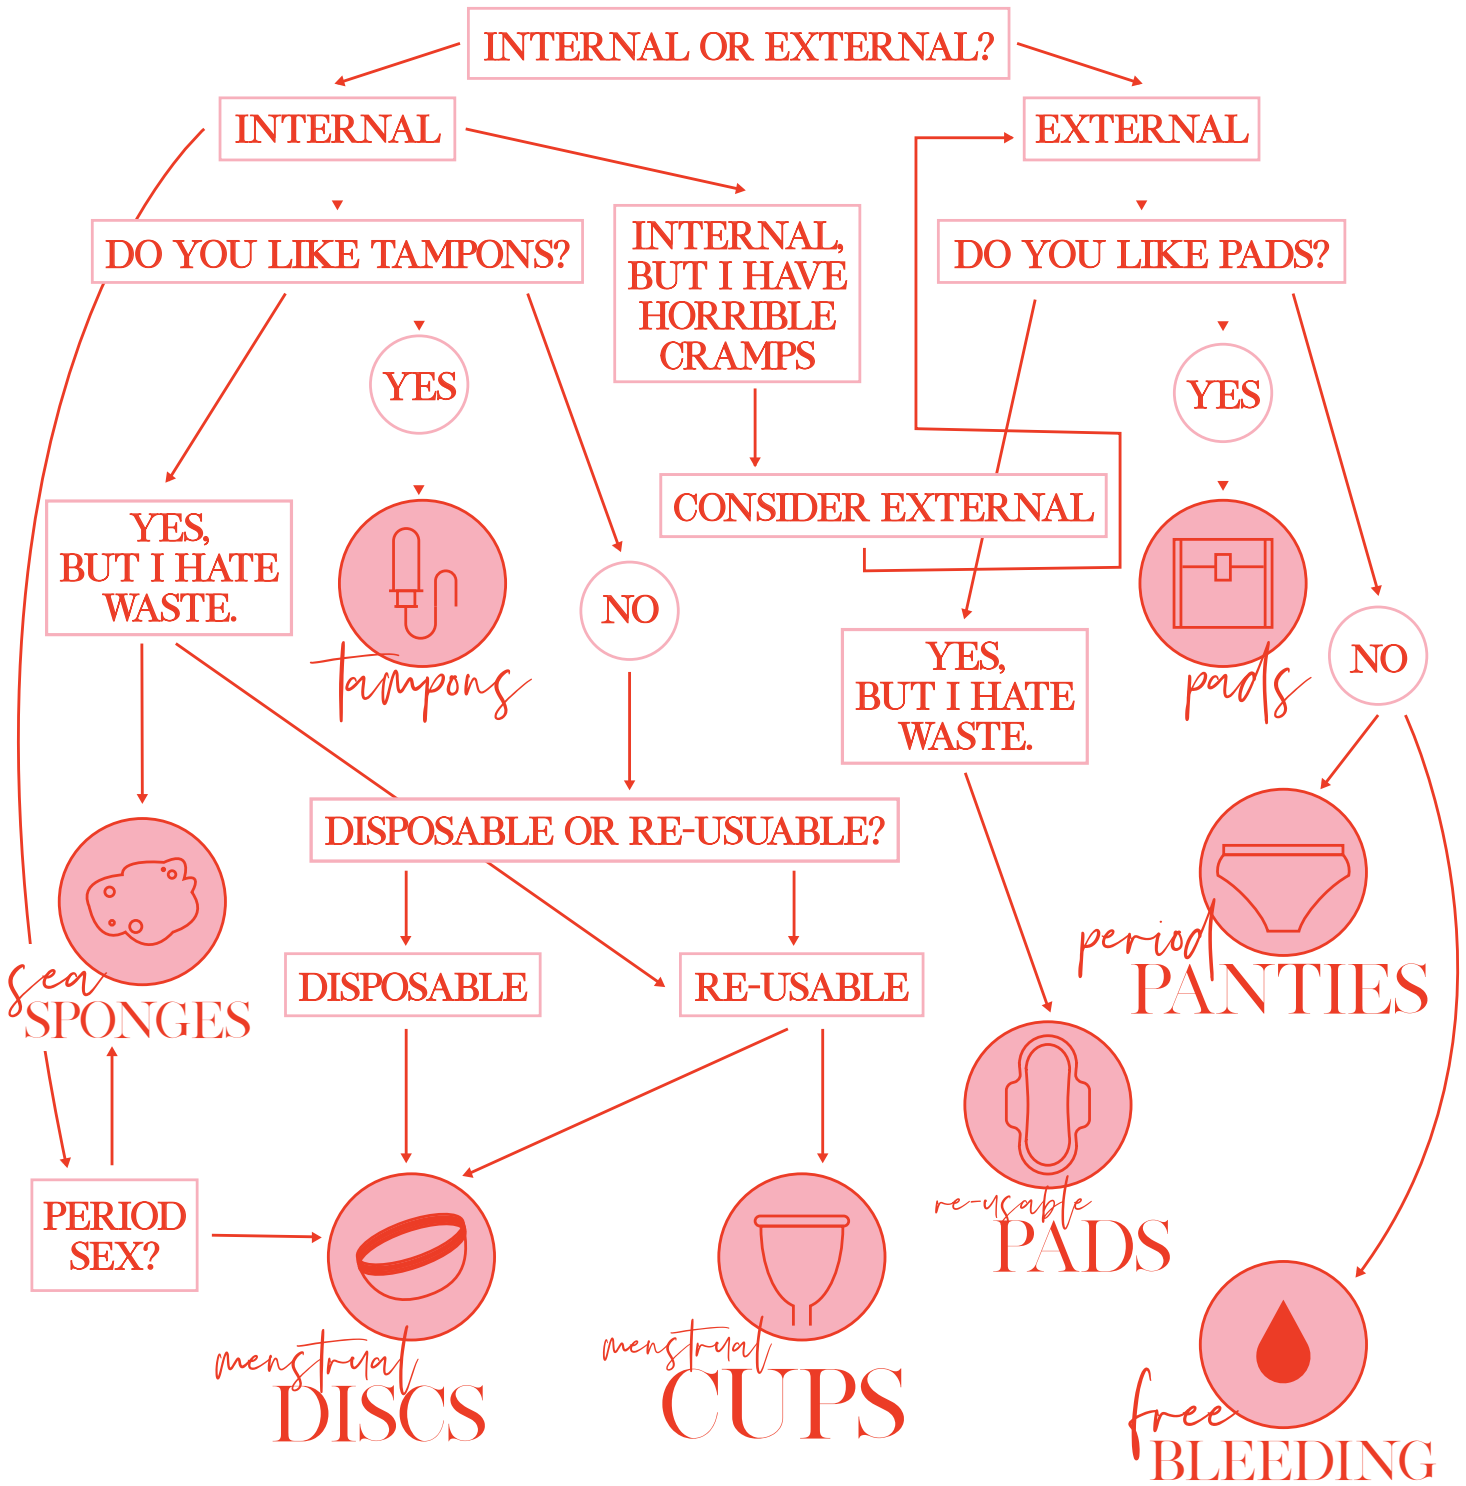 INTERNAL OR EXTERNAL?
INTERNAL
EXTERNAL
DO YOU LIKE TAMPONS?
INTERNAL,
BUT I HAVE
HORRIBLE
CRAMPS
DO YOU LIKE PADS?
YES
YES
CONSIDER EXTERNAL
YES,
BUT I HATE
WASTE.
tampons
NO
YES,
BUT I HATE
WASTE.
pads
NO
DISPOSABLE OR RE-USUABLE?
sea
SPONGES
DISPOSABLE
RE-USABLE
period
PANTIES
PERIOD
SEX?
re-usable
PADS
menstrual
DISCS
menstrual
CUPS
free
BLEEDING